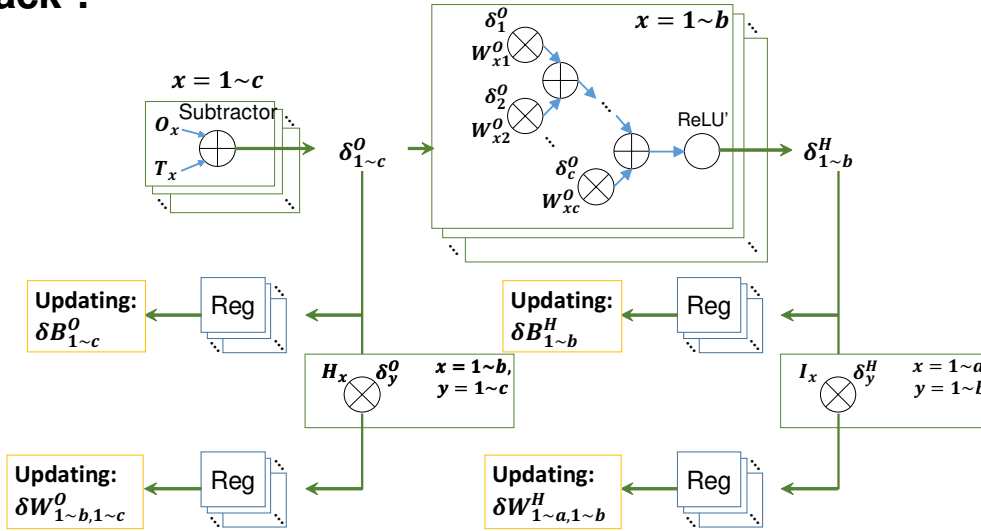 x = 1~c
Subtractor
O_x
T_x
δ^O_{1~c}
x = 1~b
δ^O_1
W^O_{x1}
δ^O_2
W^O_{x2}
δ^O_c
W^O_{xc}
ReLU'
δ^H_{1~b}
Updating:
δB^O_{1~c}
Reg
Updating:
δB^H_{1~b}
Reg
H_x δ^O_y x = 1~b,
y = 1~c
I_x δ^H_y x = 1~a
y = 1~b
Updating:
δW^O_{1~b,1~c}
Reg
Updating:
δW^H_{1~a,1~b}
Reg